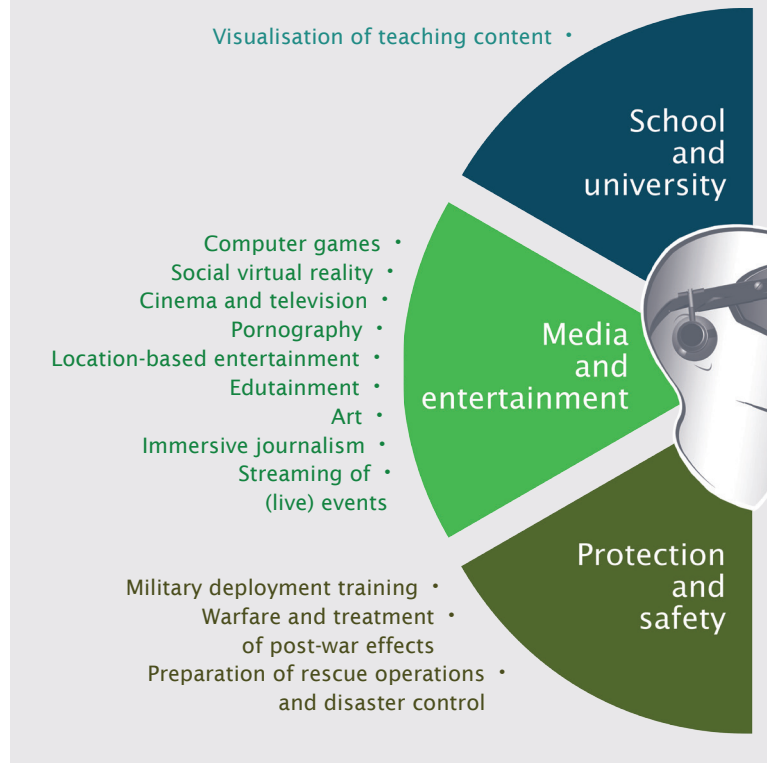 Visualisation of teaching content •
School
and
university
Computer games •
Social virtual reality •
Cinema and television •
Pornography •
Location-based entertainment •
Edutainment •
Art •
Immersive journalism •
Streaming of •
(live) events
Media
and
entertainment
Protection
and
safety
Military deployment training •
Warfare and treatment •
of post-war effects
Preparation of rescue operations •
and disaster control